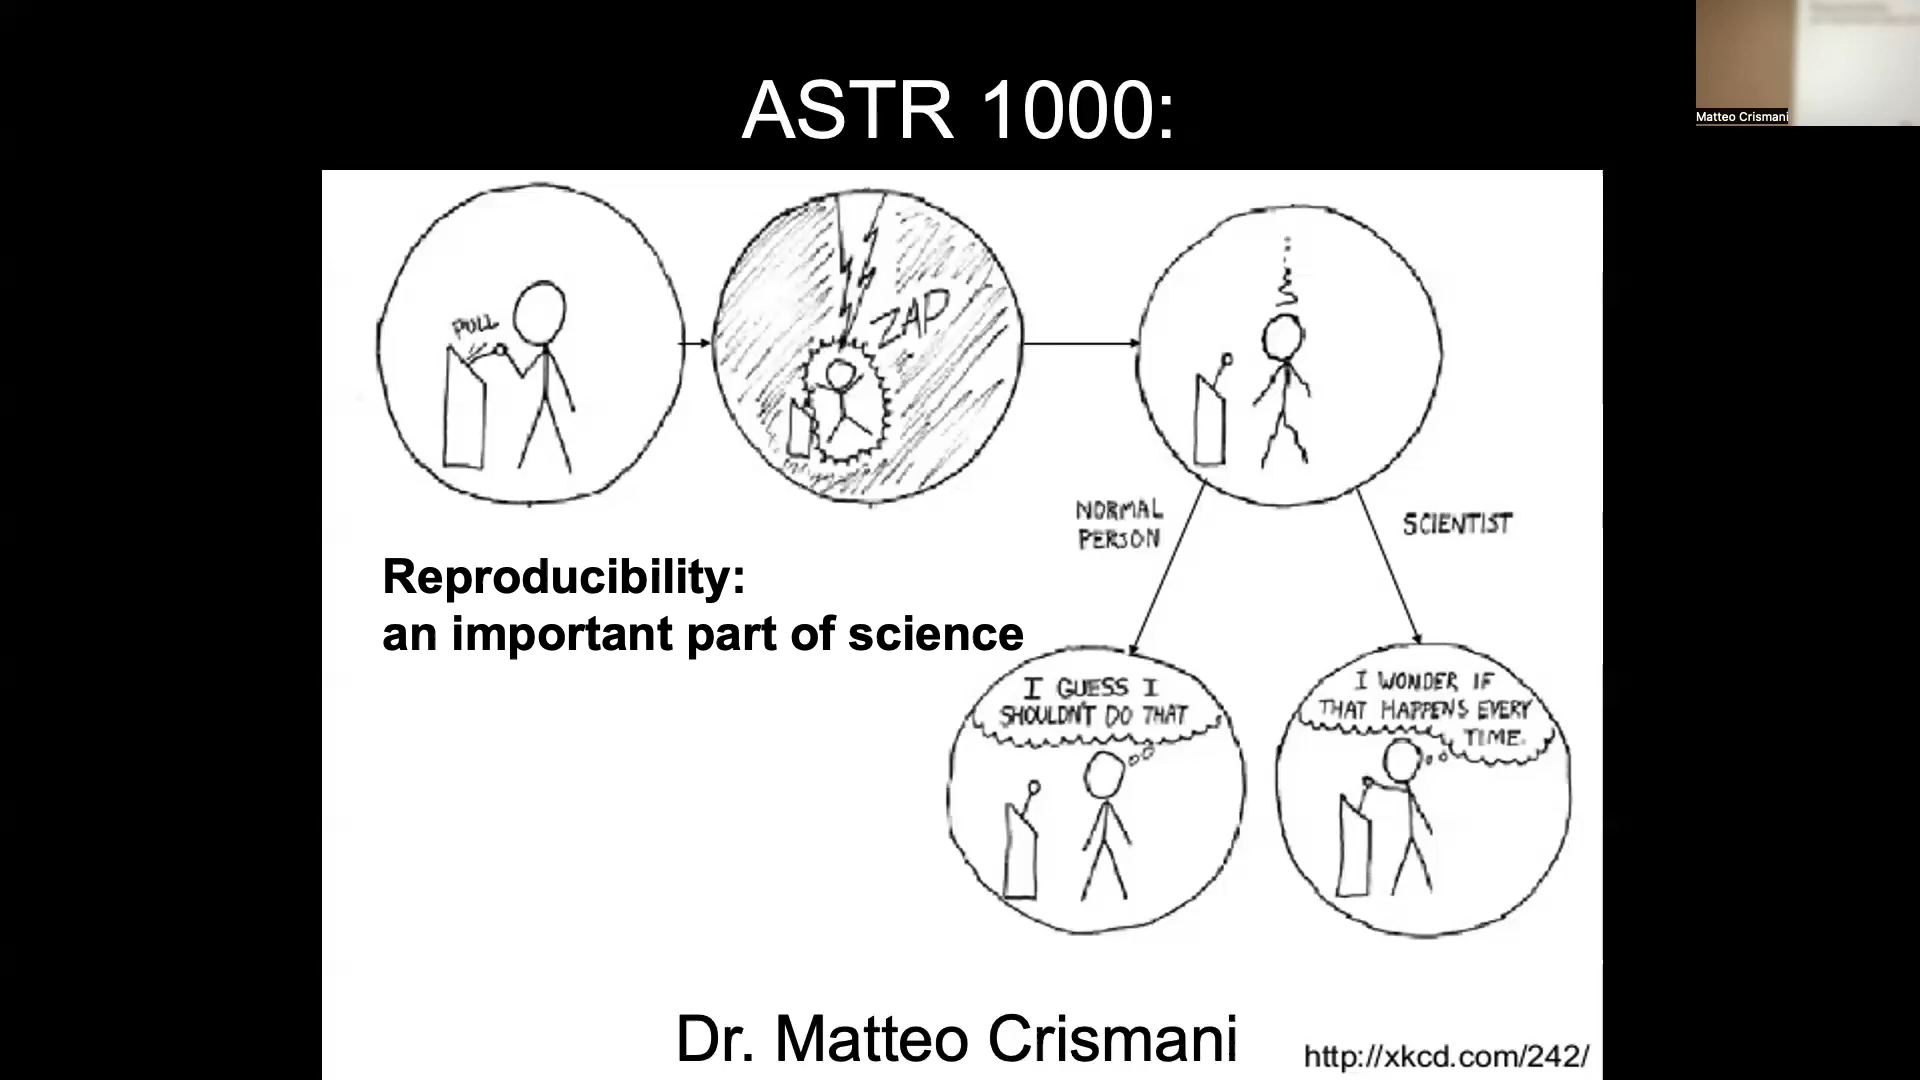 ASTR 1000:
Matteo Crismani
PULL
ZAP
NORMAL
PERSON
SCIENTIST
Reproducibility:
an important part of science
I GUESS I
SHOULDN'T DO THAT
I WONDER IF
THAT HAPPENS EVERY
TIME.
Dr. Matteo Crismani
http://xkcd.com/242/